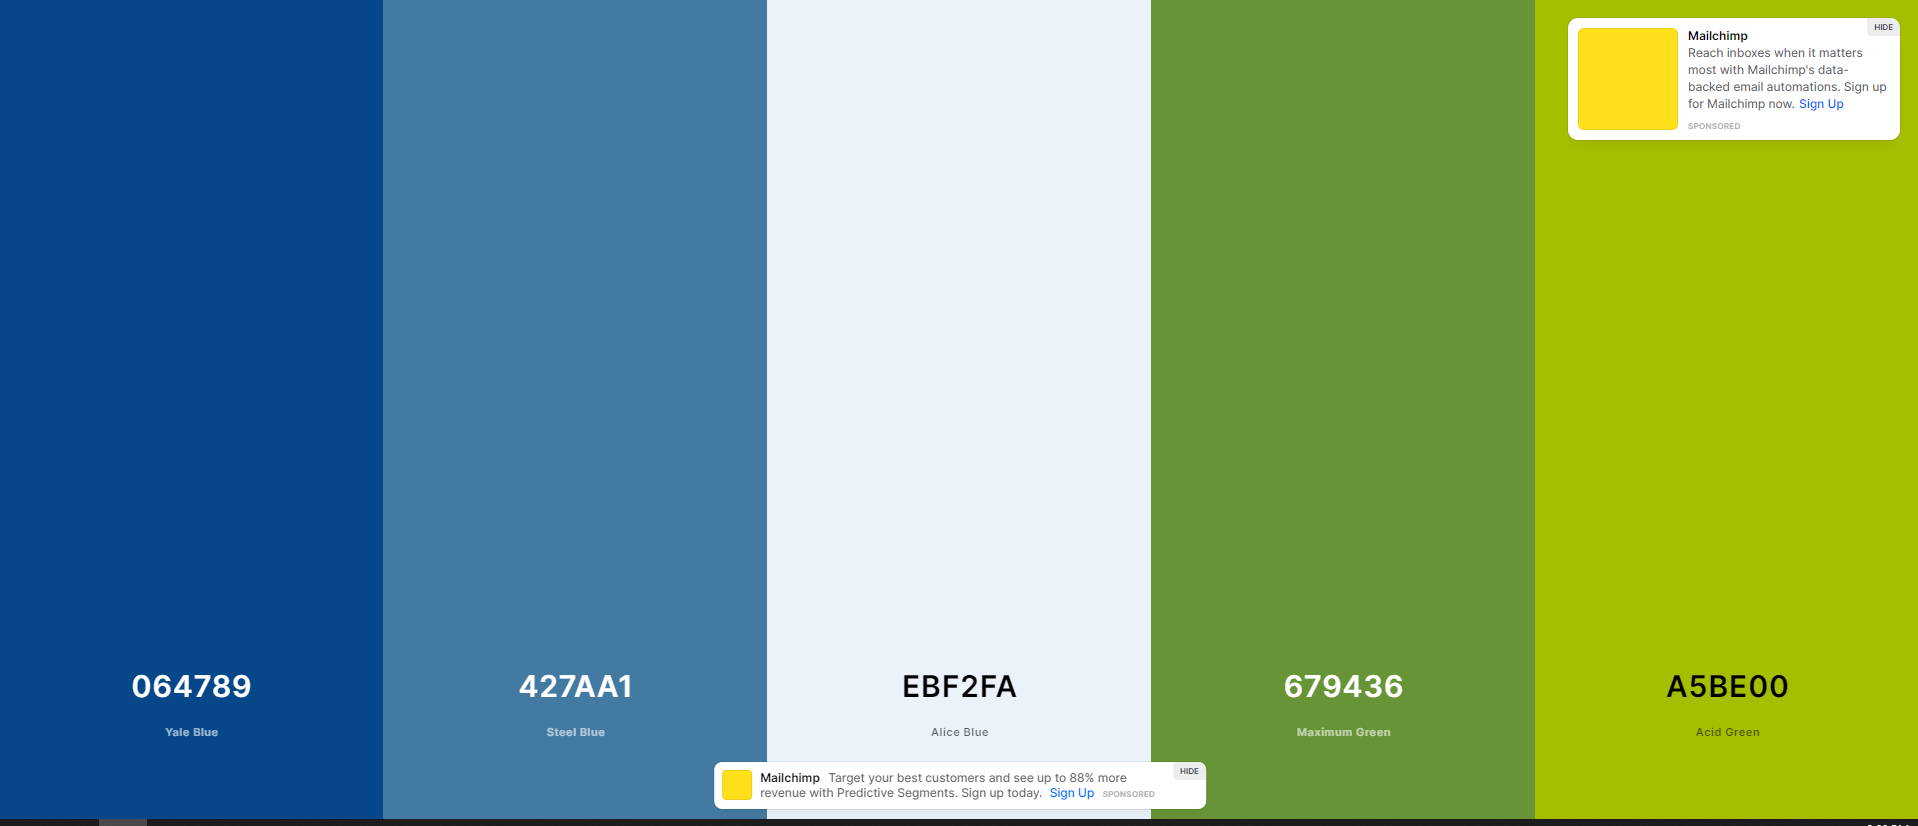 HIDE
Mailchimp
Reach inboxes when it matters
most with Mailchimp's data-
backed email automations. Sign up
for Mailchimp now. Sign Up
SPONSORED
064789
Yale Blue
427AA1
Steel Blue
EBF2FA
Alice Blue
679436
Maximum Green
A5BE00
Acid Green
HIDE
Mailchimp Target your best customers and see up to 88% more
revenue with Predictive Segments. Sign up today. Sign Up SPONSORED